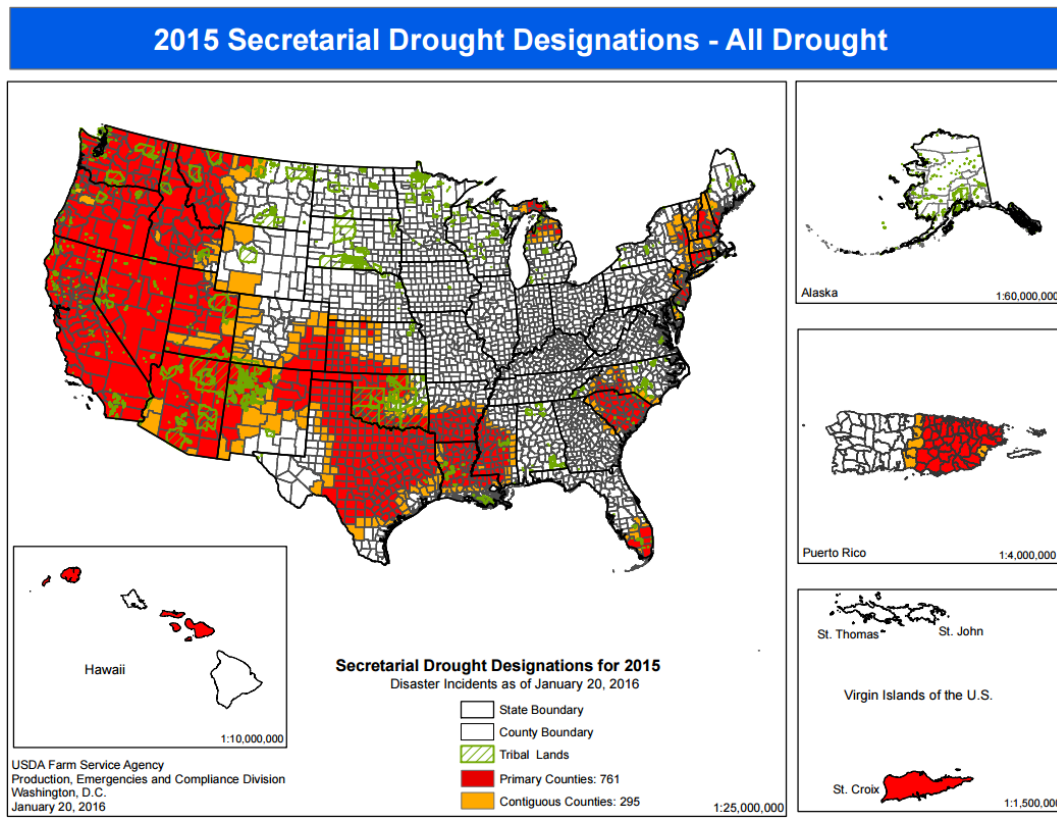 2015 Secretarial Drought Designations - All Drought
Alaska
1:60,000,000
Puerto Rico
1:4,000,000
Hawaii
1:10,000,000
USDA Farm Service Agency
Production, Emergencies and Compliance Division
Washington, D.C.
January 20, 2016
Secretarial Drought Designations for 2015
Disaster Incidents as of January 20, 2016
State Boundary
County Boundary
Tribal Lands
Primary Counties: 761
Contiguous Counties: 295
1:25,000,000
St. Thomas
St. John
Virgin Islands of the U.S.
St. Croix
1:1,500,000